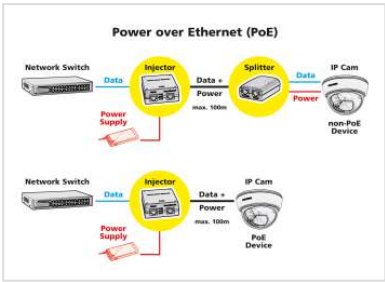 Power over Ethernet (PoE)
Network Switch
Injector
Splitter
IP Cam
Data
Data +
Power
max. 100m
Data
Power
Power
Supply
non-PoE
Device
Network Switch
Injector
IP Cam
Data
Data +
Power
max. 100m
Power
Supply
PoE
Device